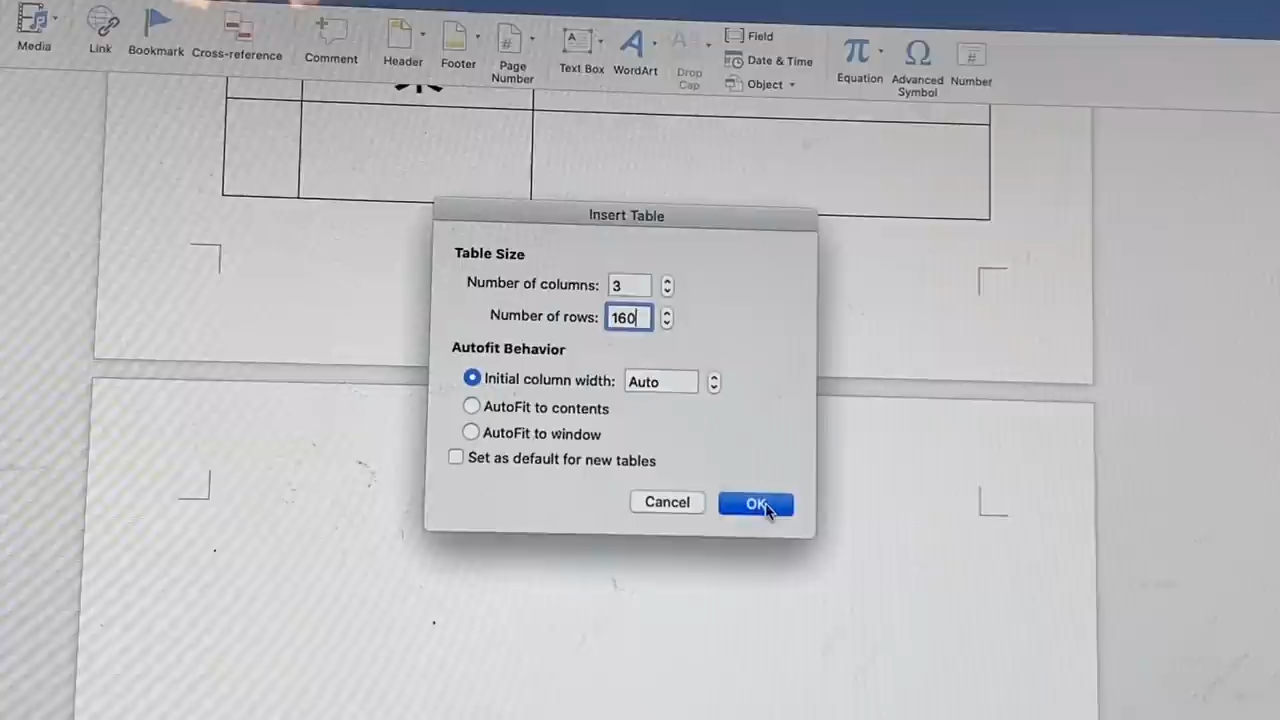 Media
Link
Bookmark
Cross-reference
Comment
Header
Footer
Page
Number
Text Box
WordArt
Drop
Cap
Field
Date & Time
Object
Equation
Advanced
Symbol
Number
Insert Table
Table Size
Number of columns: 3
Number of rows: 160
Autofit Behavior
Initial column width: Auto
AutoFit to contents
AutoFit to window
Set as default for new tables
Cancel OK